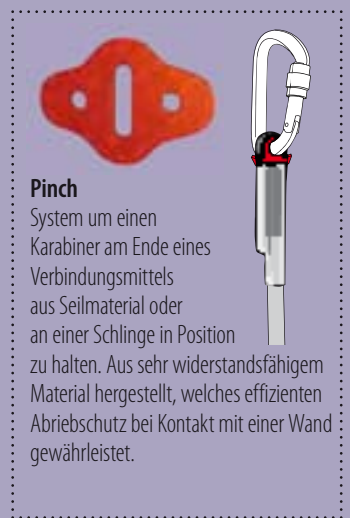 Pinch
System um einen
Karabiner am Ende eines
Verbindungsmittels
aus Seilmaterial oder
an einer Schlinge in Position
zu halten. Aus sehr widerstandsfähigem
Material hergestellt, welches effizienten
Abriebschutz bei Kontakt mit einer Wand
gewährleistet.